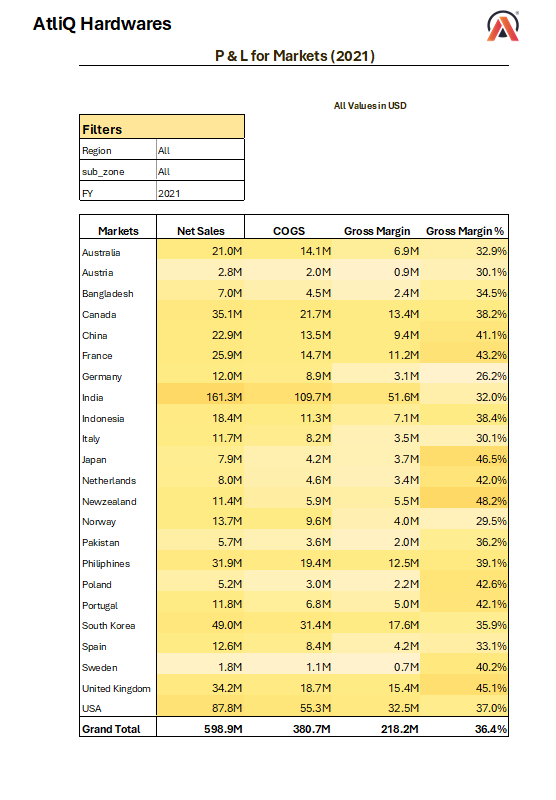 AtliQ Hardwares
P & L for Markets (2021)
All Values in USD
Filters
Region All
sub_zone All
FY 2021
Markets Net Sales COGS Gross Margin Gross Margin %
Australia 21.0M 14.1M 6.9M 32.9%
Austria 2.8M 2.0M 0.9M 30.1%
Bangladesh 7.0M 4.5M 2.4M 34.5%
Canada 35.1M 21.7M 13.4M 38.2%
China 22.9M 13.5M 9.4M 41.1%
France 25.9M 14.7M 11.2M 43.2%
Germany 12.0M 8.9M 3.1M 26.2%
India 161.3M 109.7M 51.6M 32.0%
Indonesia 18.4M 11.3M 7.1M 38.4%
Italy 11.7M 8.2M 3.5M 30.1%
Japan 7.9M 4.2M 3.7M 46.5%
Netherlands 8.0M 4.6M 3.4M 42.0%
Newzealand 11.4M 5.9M 5.5M 48.2%
Norway 13.7M 9.6M 4.0M 29.5%
Pakistan 5.7M 3.6M 2.0M 36.2%
Philiphines 31.9M 19.4M 12.5M 39.1%
Poland 5.2M 3.0M 2.2M 42.6%
Portugal 11.8M 6.8M 5.0M 42.1%
South Korea 49.0M 31.4M 17.6M 35.9%
Spain 12.6M 8.4M 4.2M 33.1%
Sweden 1.8M 1.1M 0.7M 40.2%
United Kingdom 34.2M 18.7M 15.4M 45.1%
USA 87.8M 55.3M 32.5M 37.0%
Grand Total 598.9M 380.7M 218.2M 36.4%